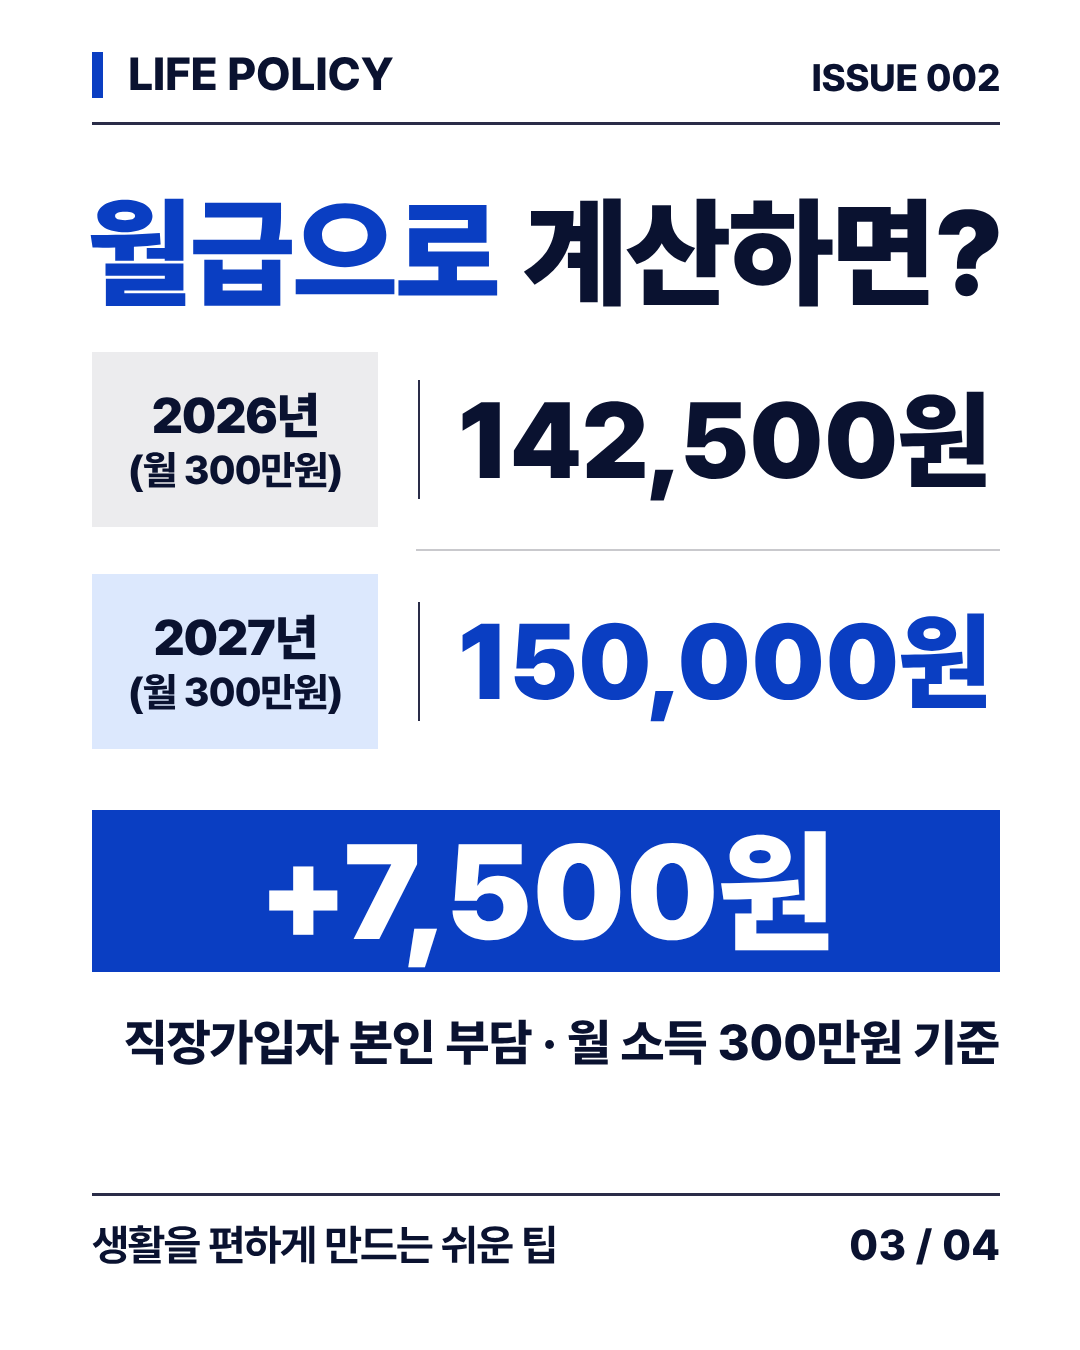 LIFE POLICY
ISSUE 002
월급으로 계산하면?
2026년
(월 300만원)
142,500원
2027년
(월 300만원)
150,000원
+7,500원
직장가입자 본인 부담 · 월 소득 300만원 기준
생활을 편하게 만드는 쉬운 팁
03 / 04